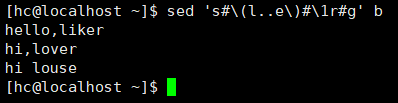 [hc@localhost ~]$ sed 's#\(l..e\)#\1r#g' b
hello,liker
hi,lover
hi louse
[hc@localhost ~]$